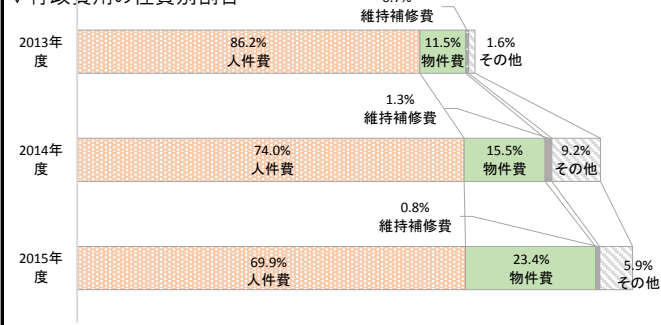 ▽行政費用の性質別割合
0.7%
維持補修費
2013年
度
86.2%
人件費
11.5%
物件費
1.6%
その他
1.3%
維持補修費
2014年
度
74.0%
人件費
15.5%
物件費
9.2%
その他
0.8%
維持補修費
2015年
度
69.9%
人件費
23.4%
物件費
5.9%
その他